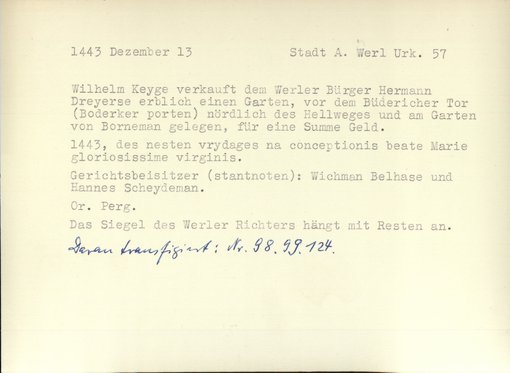 1443 Dezember 13 Stadt A. Werl Urk. 57
Wilhelm Keyge verkauft dem Werler Bürger Hermann
Dreyerse erblich einen Garten, vor dem Büdericher Tor
(Boderker porten) nördlich des Hellweges und am Garten
von Borneman gelegen, für eine Summe Geld.
1443, des nesten vrydages na conceptionis beate Marie
gloriosissime virginis.
Gerichtsbeisitzer (stantnoten): Wichman Belhase und
Hannes Scheydeman.
Or. Perg.
Das Siegel des Werler Richters hängt mit Resten an.
Daran transfigiert: Nr. 98. 99. 124.